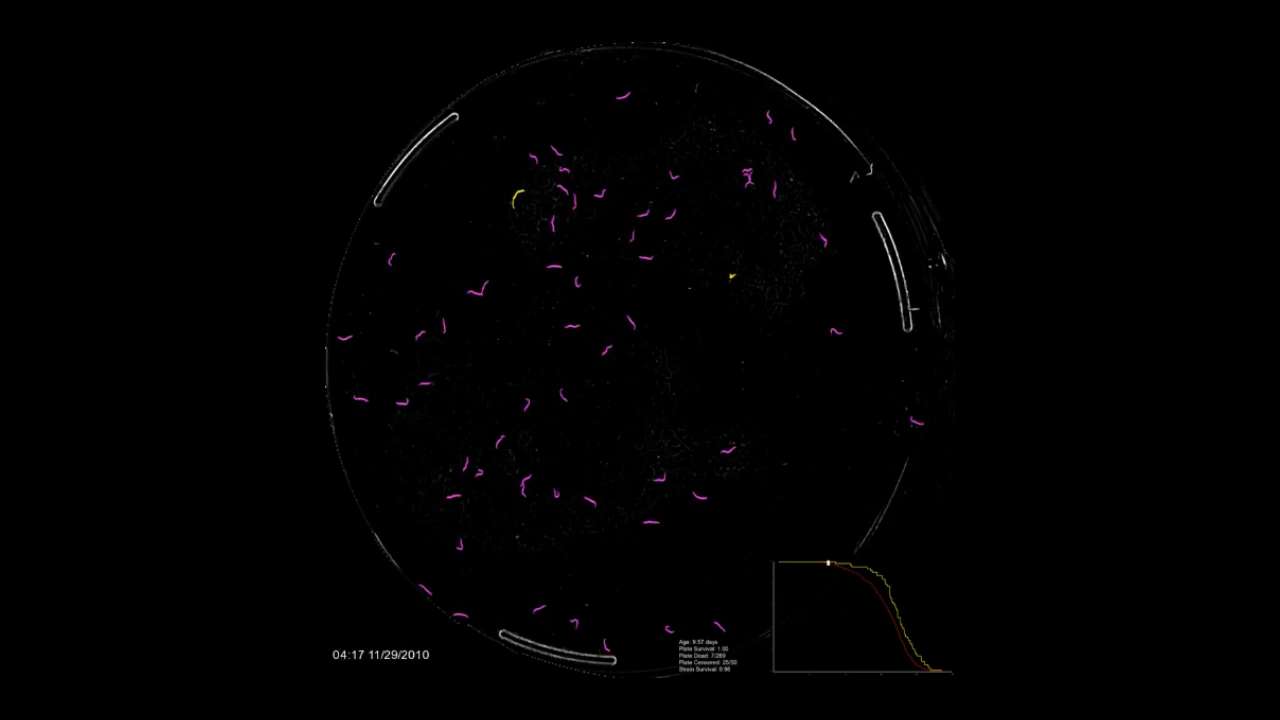 04:17 11/29/2010
Age: 9.57 days
Plate Survival: 1.00
Plate Dead: 7/289
Plate Censored: 25/50
Strain Survival: 0.98